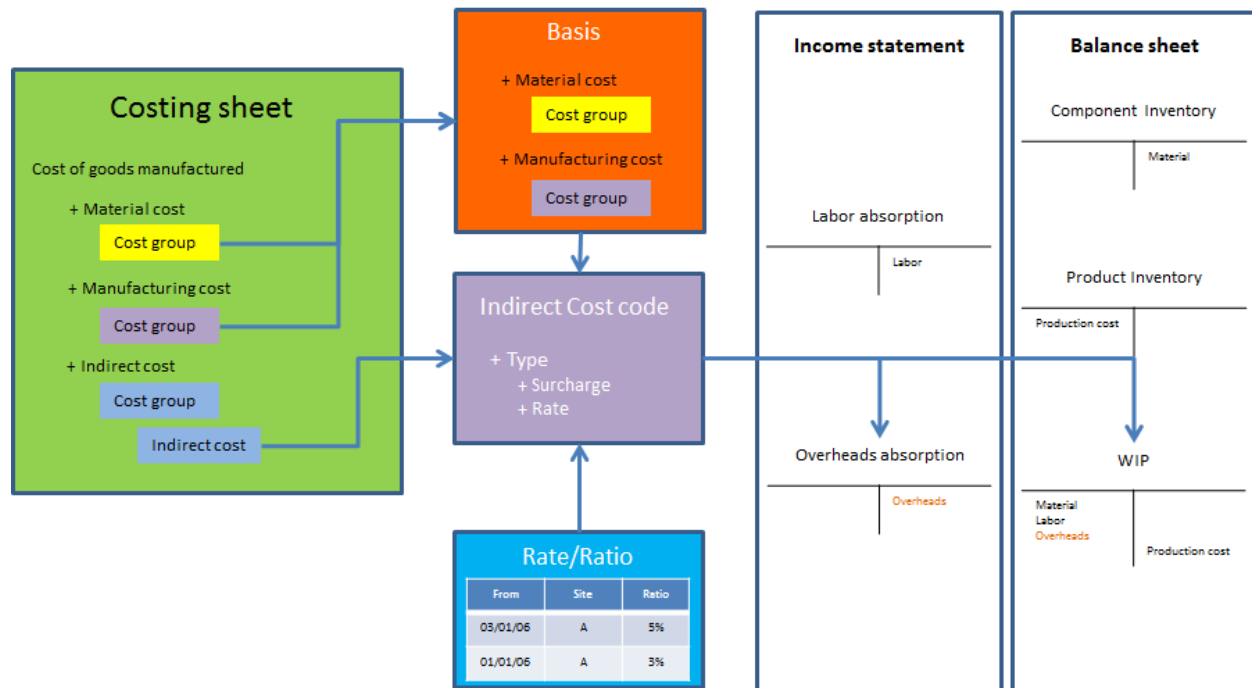 Costing sheet
Cost of goods manufactured
+ Material cost
Cost group
+ Manufacturing cost
Cost group
+ Indirect cost
Cost group
Indirect cost
Basis
+ Material cost
Cost group
+ Manufacturing cost
Cost group
Indirect Cost code
+ Type
+ Surcharge
+ Rate
Rate/Ratio
From Site Ratio
03/01/06 A 5%
01/01/06 A 3%
Income statement
Labor absorption
Labor
Overheads absorption
Overheads
Balance sheet
Component Inventory
Material
Product Inventory
Production cost
WIP
Material
Labor
Overheads
Production cost